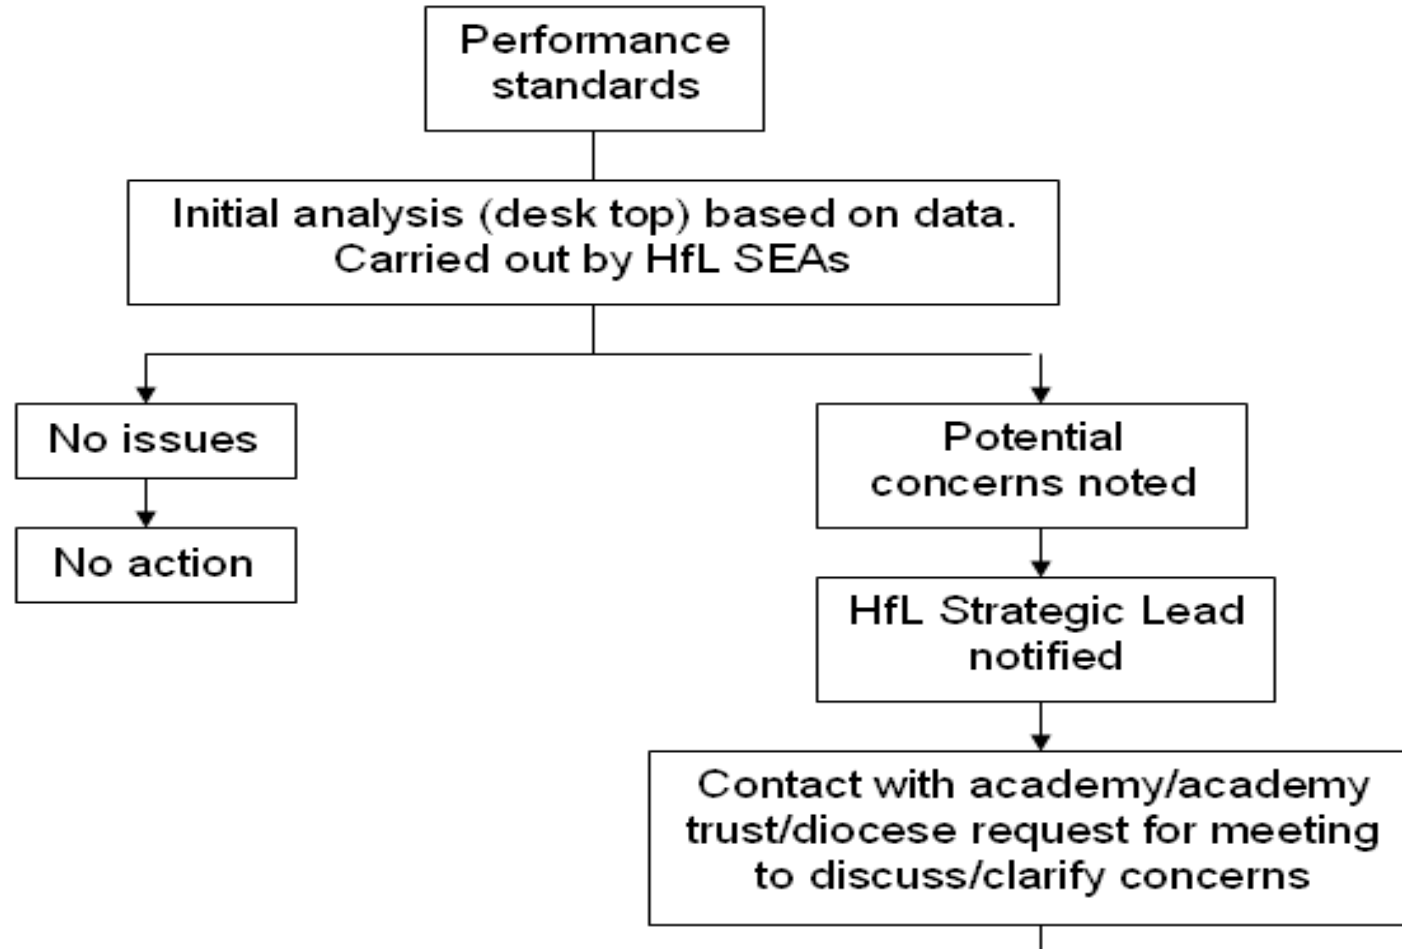 Performance
standards
Initial analysis (desk top) based on data.
Carried out by HfL SEAs
No issues
Potential
concerns noted
No action
HfL Strategic Lead
notified
Contact with academy/academy
trust/diocese request for meeting
to discuss/clarify concerns